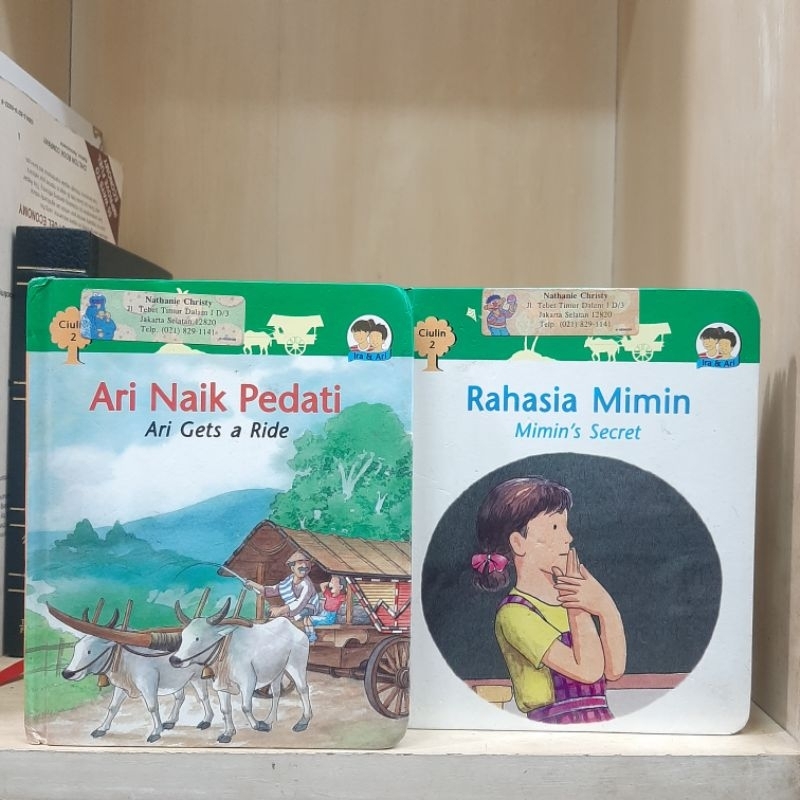 Ciulin
2
Nathanie Christy
Jl. Tebet Timur Dalam I D/3
Jakarta Selatan 12820
Telp. (021) 829-1141
Ira & Ari
Ari Naik Pedati
Ari Gets a Ride
Ciulin
2
Nathanie Christy
Jl. Tebet Timur Dalam I D/3
Jakarta Selatan 12820
Telp. (021) 829-1141
Ira & Ari
Rahasia Mimin
Mimin's Secret